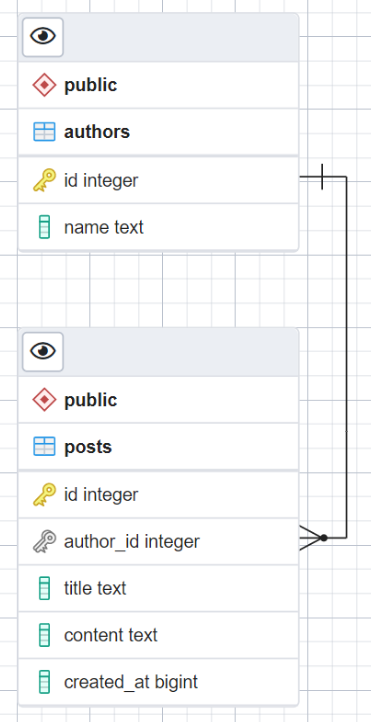 public
authors
id integer
name text
public
posts
id integer
author_id integer
title text
content text
created_at bigint